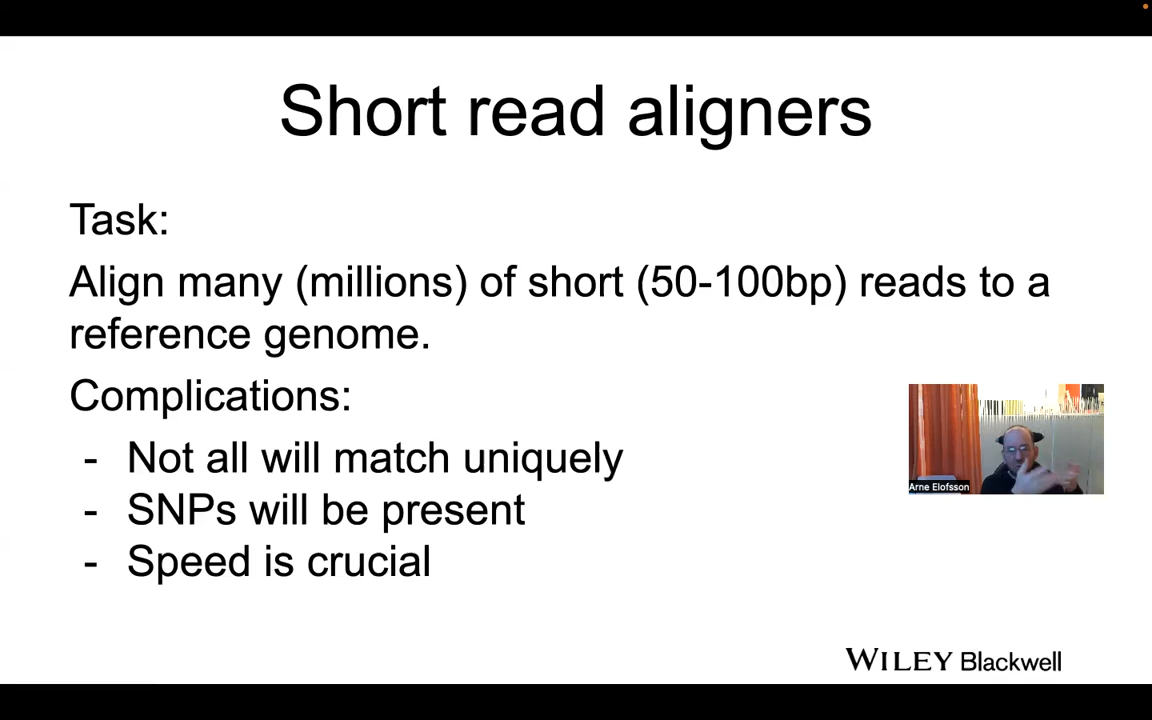 Short read aligners
Task:
Align many (millions) of short (50-100bp) reads to a
reference genome.
Complications:
- Not all will match uniquely
- SNPs will be present
- Speed is crucial
Arne Elofsson
WILEY Blackwell